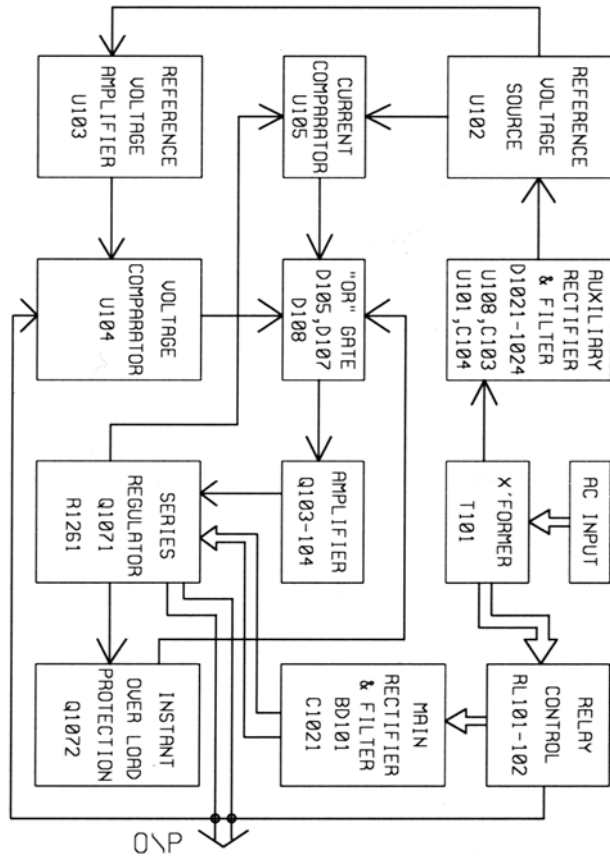 REFERENCE
VOLTAGE
SOURCE
U102
AUXILIARY
RECTIFIER
& FILTER
D1021-1024
U108,C103
U101,C104
AC INPUT
X'FORMER
T101
RELAY
CONTROL
RL101-102
CURRENT
COMPARATOR
U105
"OR" GATE
D105,D107
D108
AMPLIFIER
Q103-104
MAIN
RECTIFIER
& FILTER
BD101
C1021
REFERENCE
VOLTAGE
AMPLIFIER
U103
VOLTAGE
COMPARATOR
U104
SERIES
REGULATOR
Q1071
R1261
INSTANT
OVER LOAD
PROTECTION
Q1072
O\P